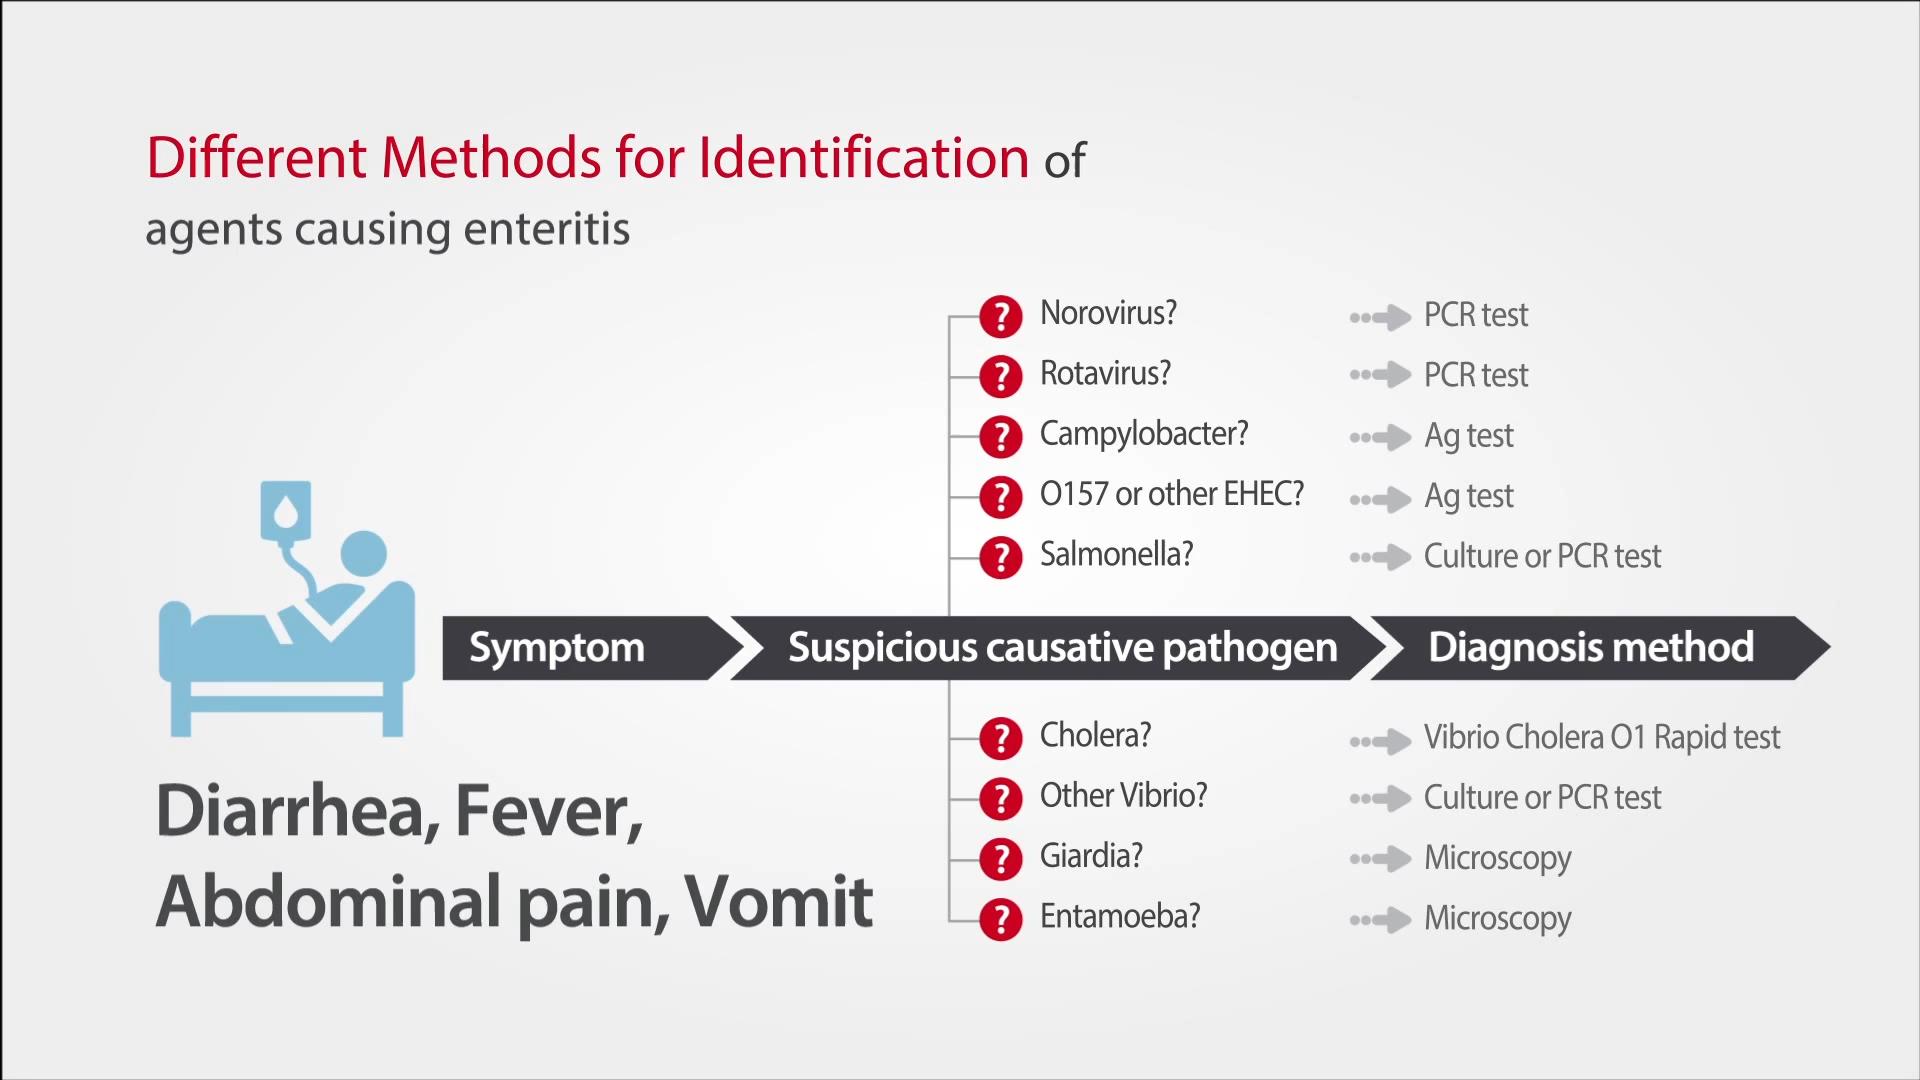 Different Methods for Identification of
agents causing enteritis
? Norovirus? PCR test
? Rotavirus? PCR test
? Campylobacter? Ag test
? O157 or other EHEC? Ag test
? Salmonella? Culture or PCR test
Symptom Suspicious causative pathogen Diagnosis method
? Cholera? Vibrio Cholera O1 Rapid test
? Other Vibrio? Culture or PCR test
? Giardia? Microscopy
? Entamoeba? Microscopy
Diarrhea, Fever,
Abdominal pain, Vomit